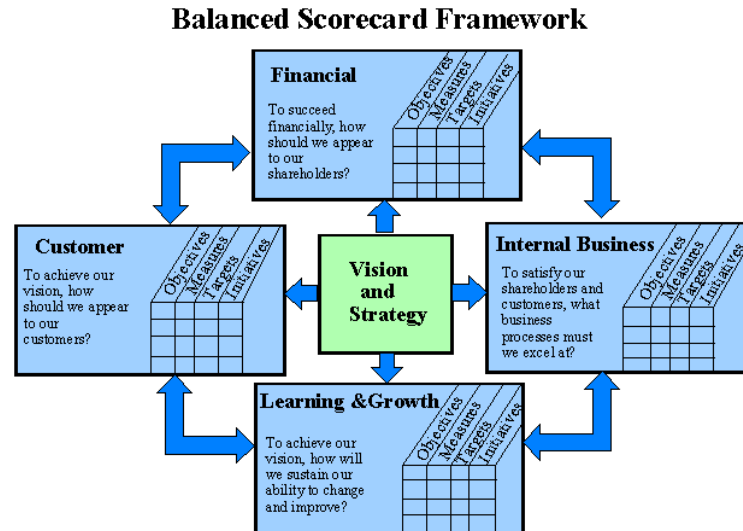 Balanced Scorecard Framework
Financial
To succeed
financially, how
should we appear
to our
shareholders?
Objectives
Measures
Targets
Initiatives
Customer
To achieve our
vision, how
should we appear
to our
customers?
Objectives
Measures
Targets
Initiatives
Vision
and
Strategy
Internal Business
To satisfy our
shareholders and
customers, what
business
processes must
we excel at?
Objectives
Measures
Targets
Initiatives
Learning &Growth
To achieve our
vision, how will
we sustain our
ability to change
and improve?
Objectives
Measures
Targets
Initiatives